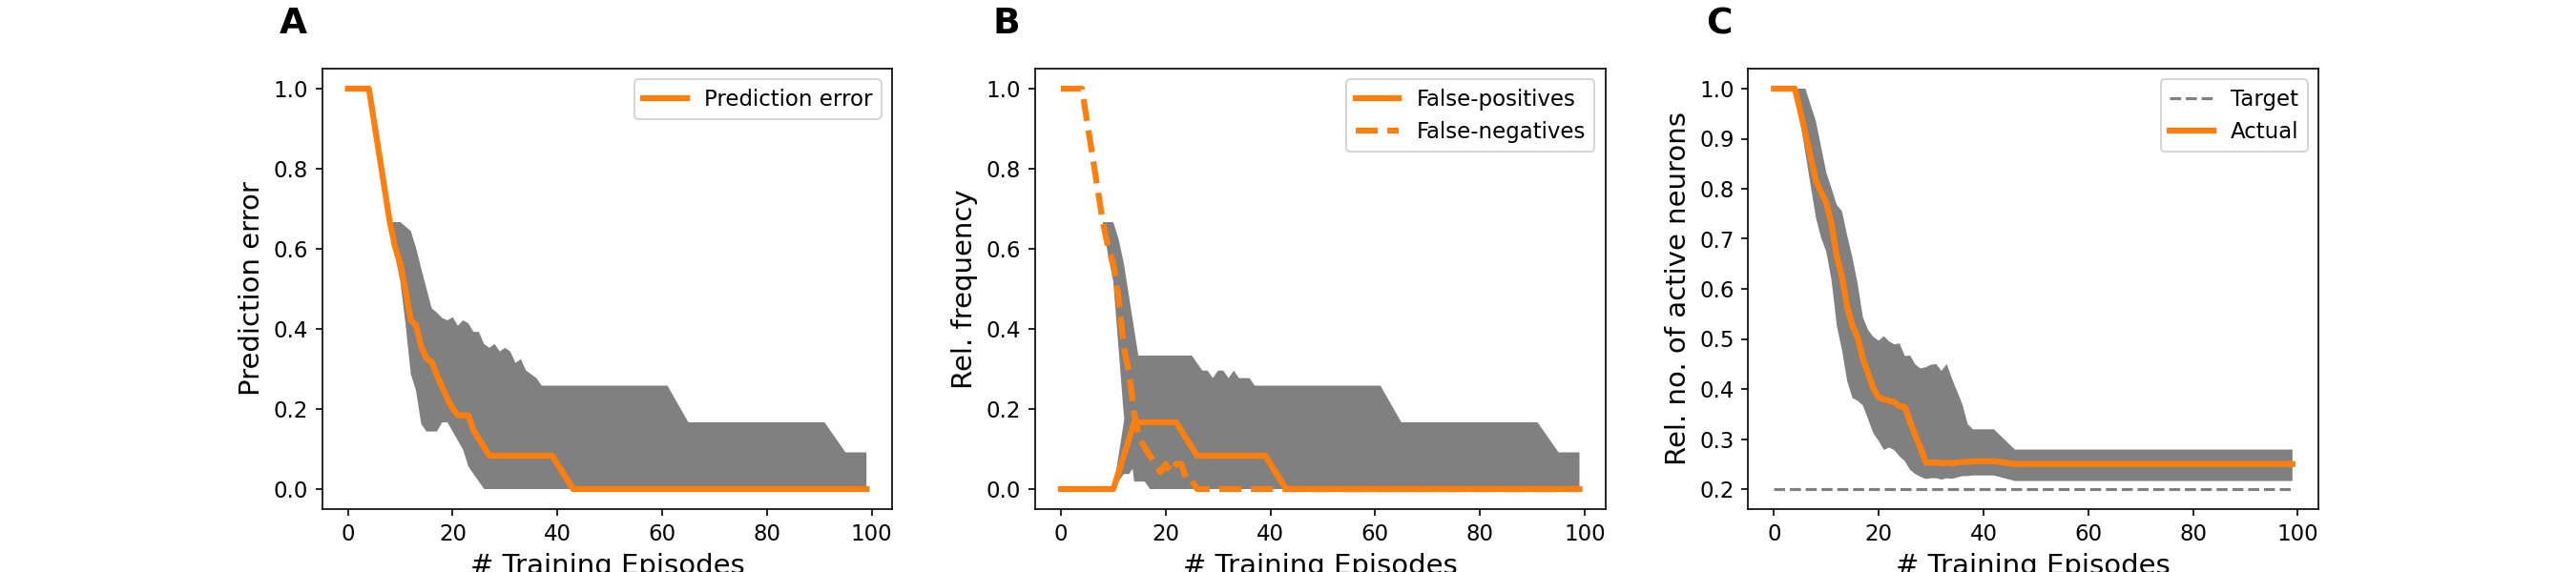 A
B
C
Prediction error
1.0
0.8
0.6
0.4
0.2
0.0
Prediction error
0
20
40
60
80
100
# Training Episodes
Rel. frequency
1.0
0.8
0.6
0.4
0.2
0.0
False-positives
False-negatives
0
20
40
60
80
100
# Training Episodes
Rel. no. of active neurons
1.0
0.9
0.8
0.7
0.6
0.5
0.4
0.3
0.2
Target
Actual
0
20
40
60
80
100
# Training Episodes